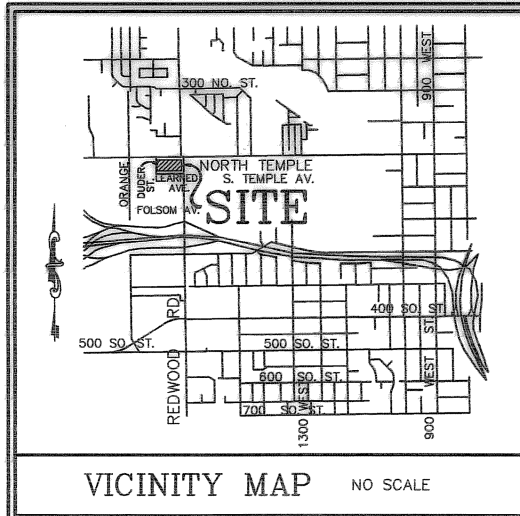 900 WEST
300 NO. ST.
NORTH TEMPLE
S. TEMPLE AV.
ORANGE
DUDER ST.
LEARNED AVE.
FOLSOM AV.
SITE
REDWOOD RD.
400 SO. ST.
500 SO. ST.
500 SO. ST.
600 SO. ST.
700 SO. ST.
1300 WEST
900 WEST ST.
VICINITY MAP
NO SCALE